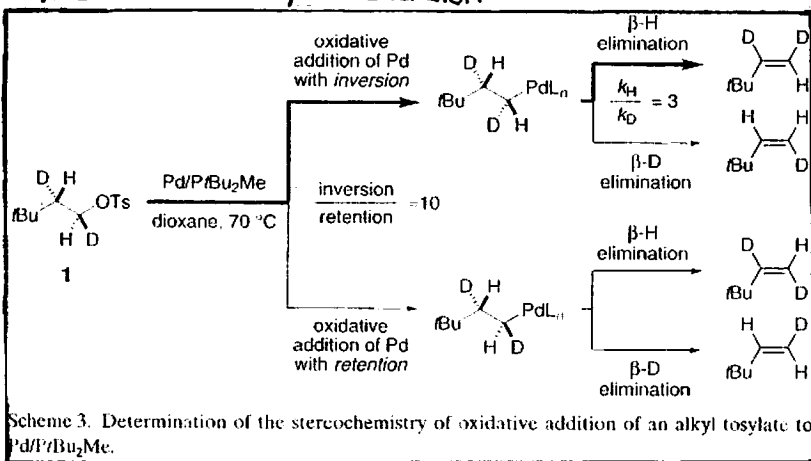 oxidative
addition of Pd
with inversion
β-H
elimination
D H
tBu
PdLn
D H
kH
kD
= 3
D D
tBu H
H H
tBu D
β-D
elimination
D H
tBu OTs
H D
1
Pd/PtBu2Me
dioxane, 70 °C
inversion
retention
=10
β-H
elimination
D H
tBu PdLn
H D
oxidative
addition of Pd
with retention
D H
tBu D
H D
tBu H
β-D
elimination
Scheme 3. Determination of the stereochemistry of oxidative addition of an alkyl tosylate to
Pd/PtBu2Me.